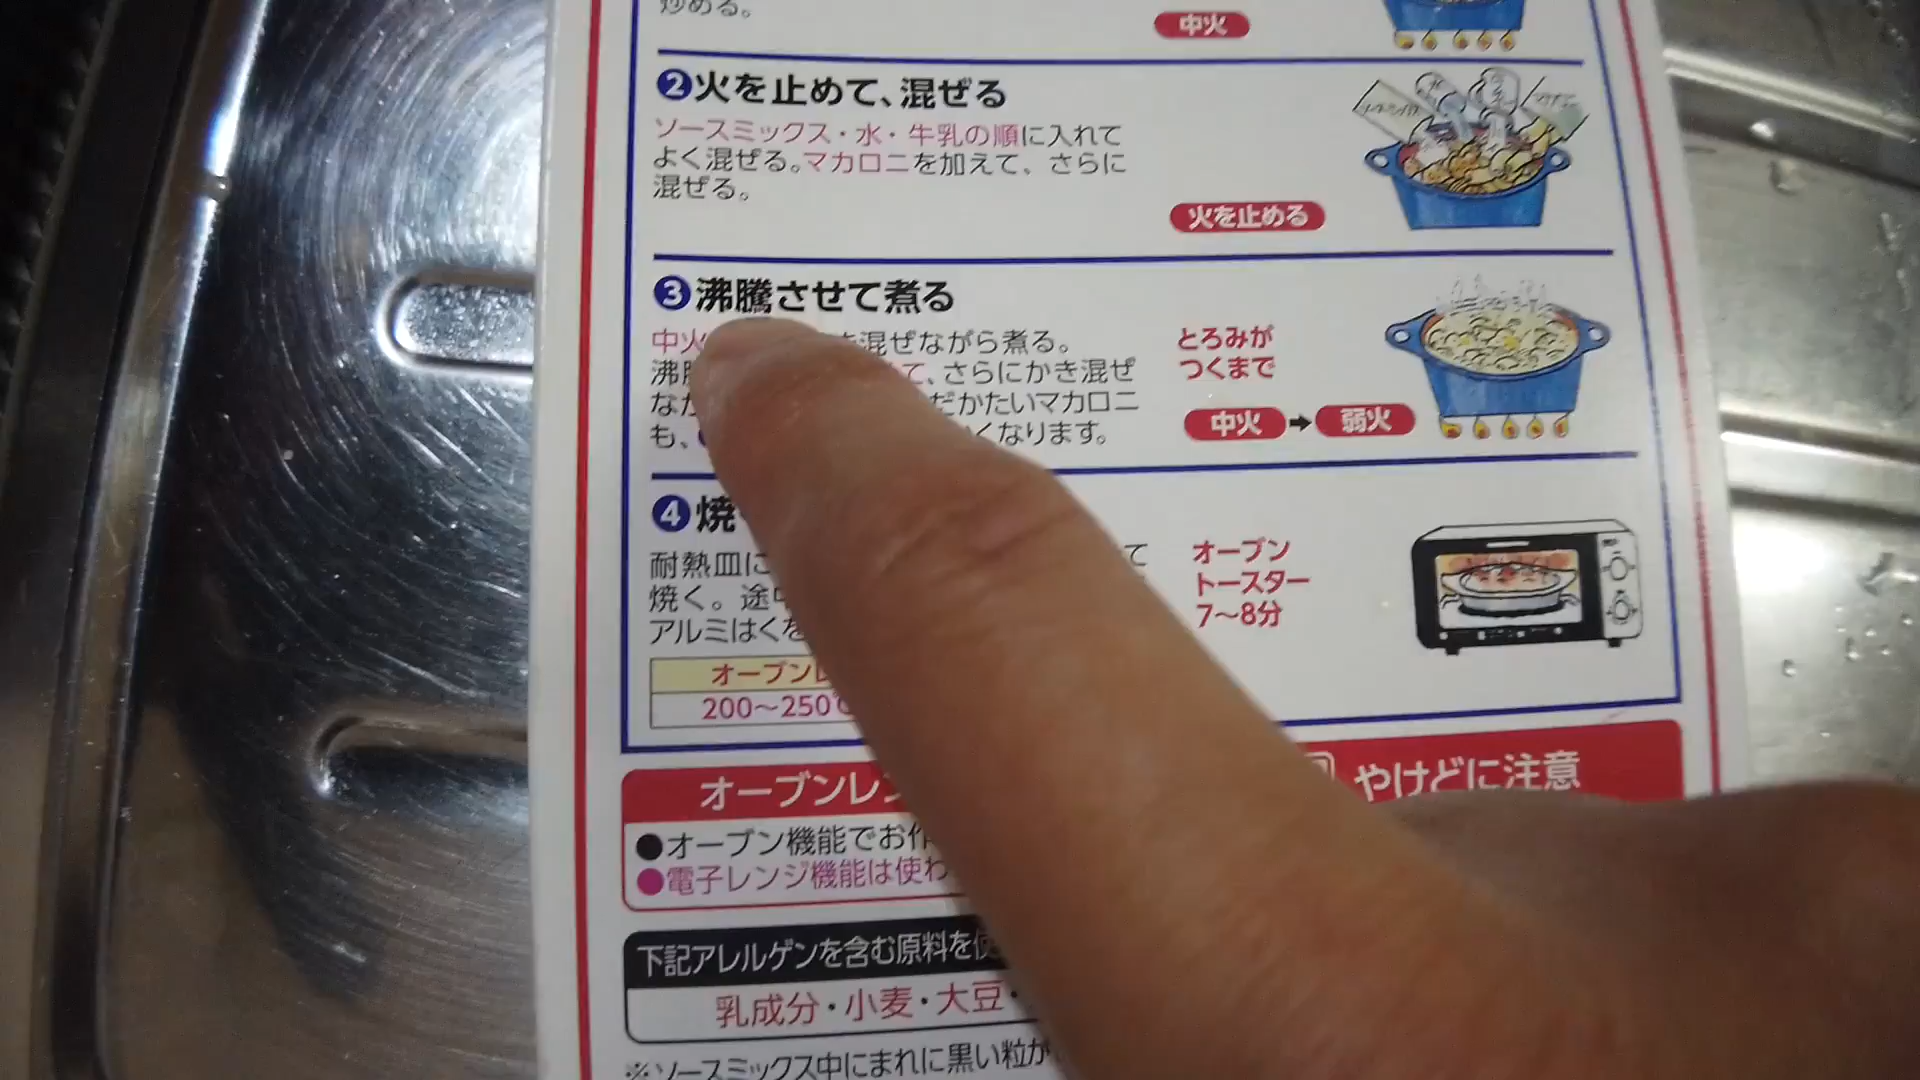 炒める。
中火
❷火を止めて、混ぜる
ソースミックス・水・牛乳の順に入れて
よく混ぜる。マカロニを加えて、さらに
混ぜる。
火を止める
❸沸騰させて煮る
中火 混ぜながら煮る。
沸騰 て、さらにかき混ぜ
なが だかたいマカロニ
も、 くなります。
とろみが
つくまで
中火➡弱火
❹焼
耐熱皿に て
焼く。途中
アルミはくを
オーブン
トースター
7〜8分
オーブンレ
200〜250℃
オーブンレン やけどに注意
●オーブン機能でお作
●電子レンジ機能は使わ
下記アレルゲンを含む原料を使
乳成分・小麦・大豆・
※ソースミックス中にまれに黒い粒が